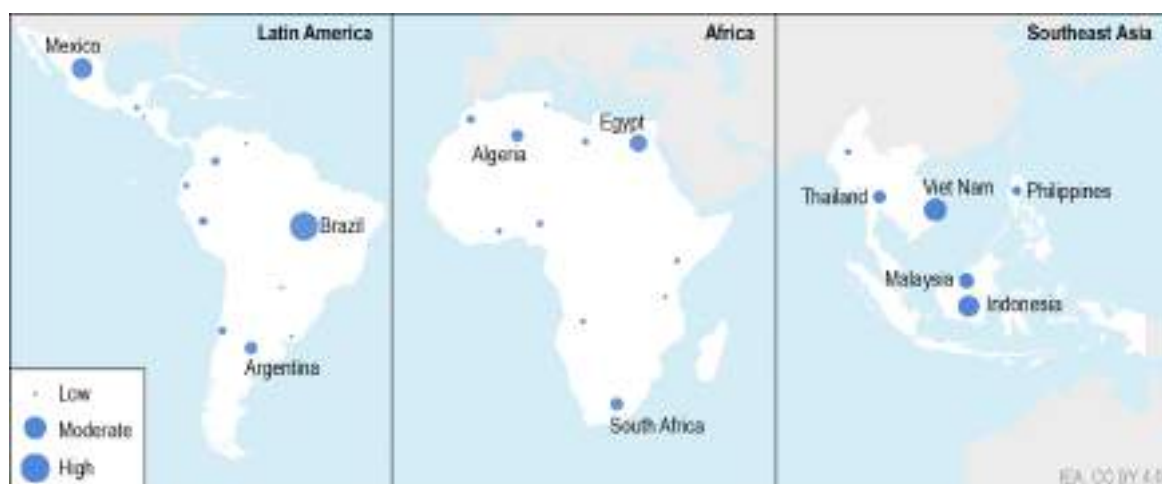 Latin America
Mexico
Brazil
Argentina
Low
Moderate
High
Africa
Algeria
Egypt
South Africa
Southeast Asia
Thailand
Viet Nam
Philippines
Malaysia
Indonesia
IEA. CC BY 4.0